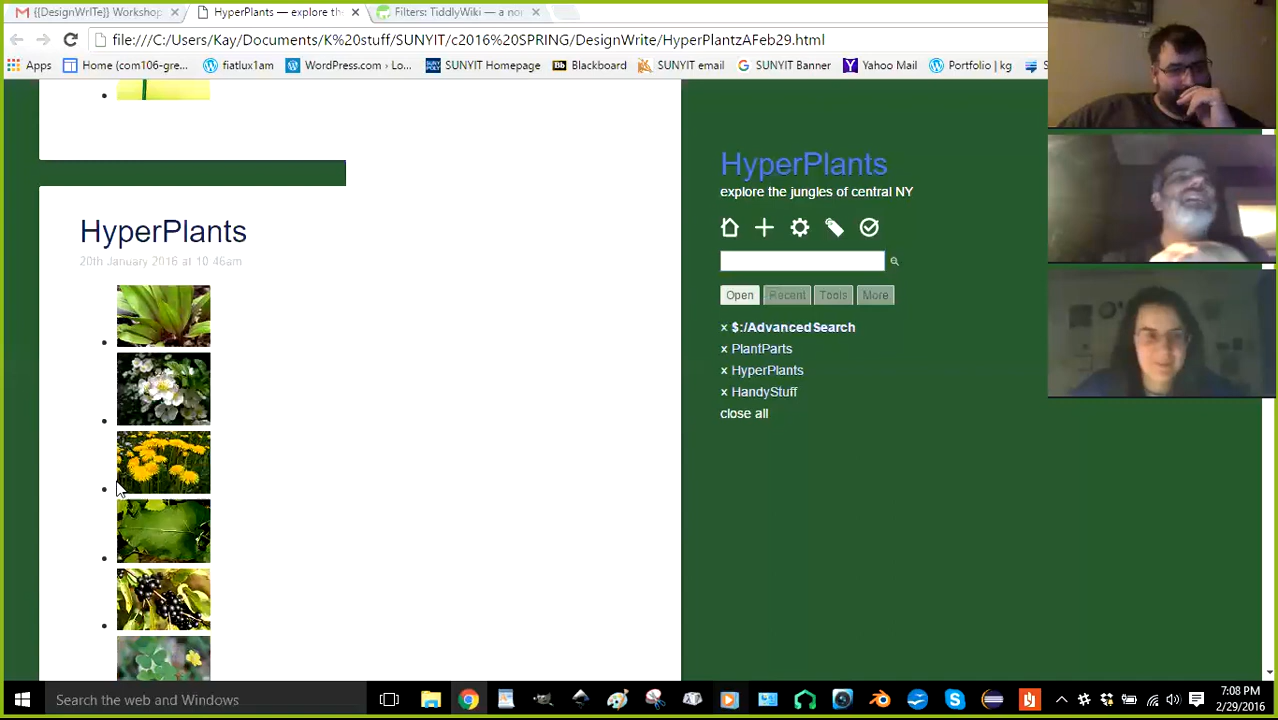 {{DesignWrITe}} Workshop ×
HyperPlants — explore the ×
Filters: TiddlyWiki — a no ×
file:///C:/Users/Kay/Documents/K%20stuff/SUNYIT/c2016%20SPRING/DesignWrite/HyperPlantzAFeb29.html
Apps Home (com106-gre... fiatlux1am WordPress.com › Lo... SUNYIT Homepage Blackboard SUNYIT email SUNYIT Banner Yahoo Mail Portfolio | kg
HyperPlants
explore the jungles of central NY
Open Recent Tools More
× $:/AdvancedSearch
× PlantParts
× HyperPlants
× HandyStuff
close all
HyperPlants
20th January 2016 at 10:46am
Search the web and Windows
7:08 PM
2/29/2016